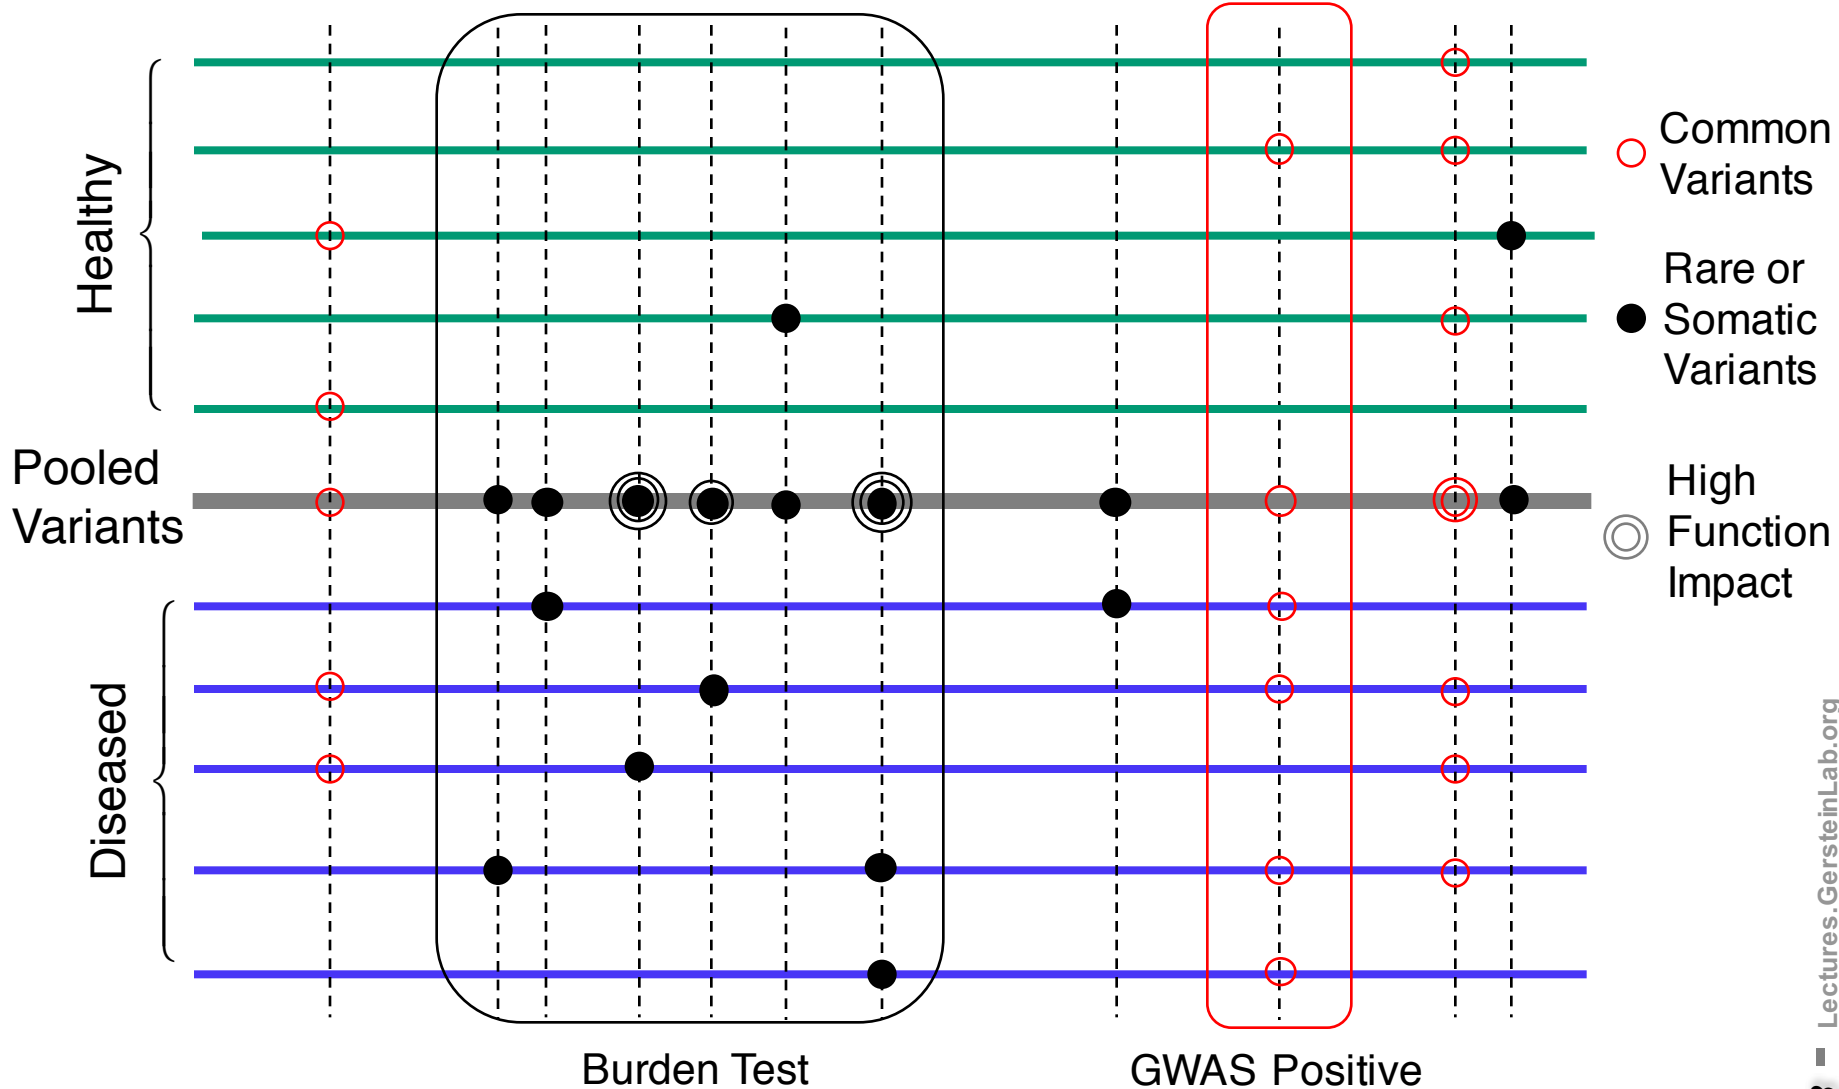 Healthy
Common
Variants
Rare or
Somatic
Variants
Pooled
Variants
High
Function
Impact
Diseased
Burden Test
GWAS Positive
Lectures.GersteinLab.org